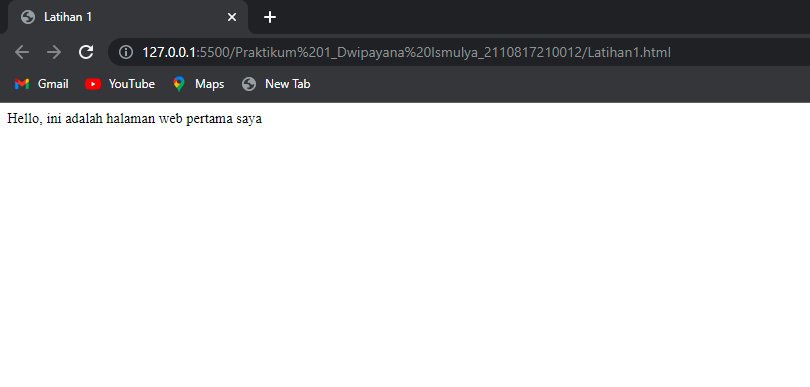 Latihan 1
127.0.0.1:5500/Praktikum%201_Dwipayana%20Ismulya_2110817210012/Latihan1.html
Gmail YouTube Maps New Tab
Hello, ini adalah halaman web pertama saya